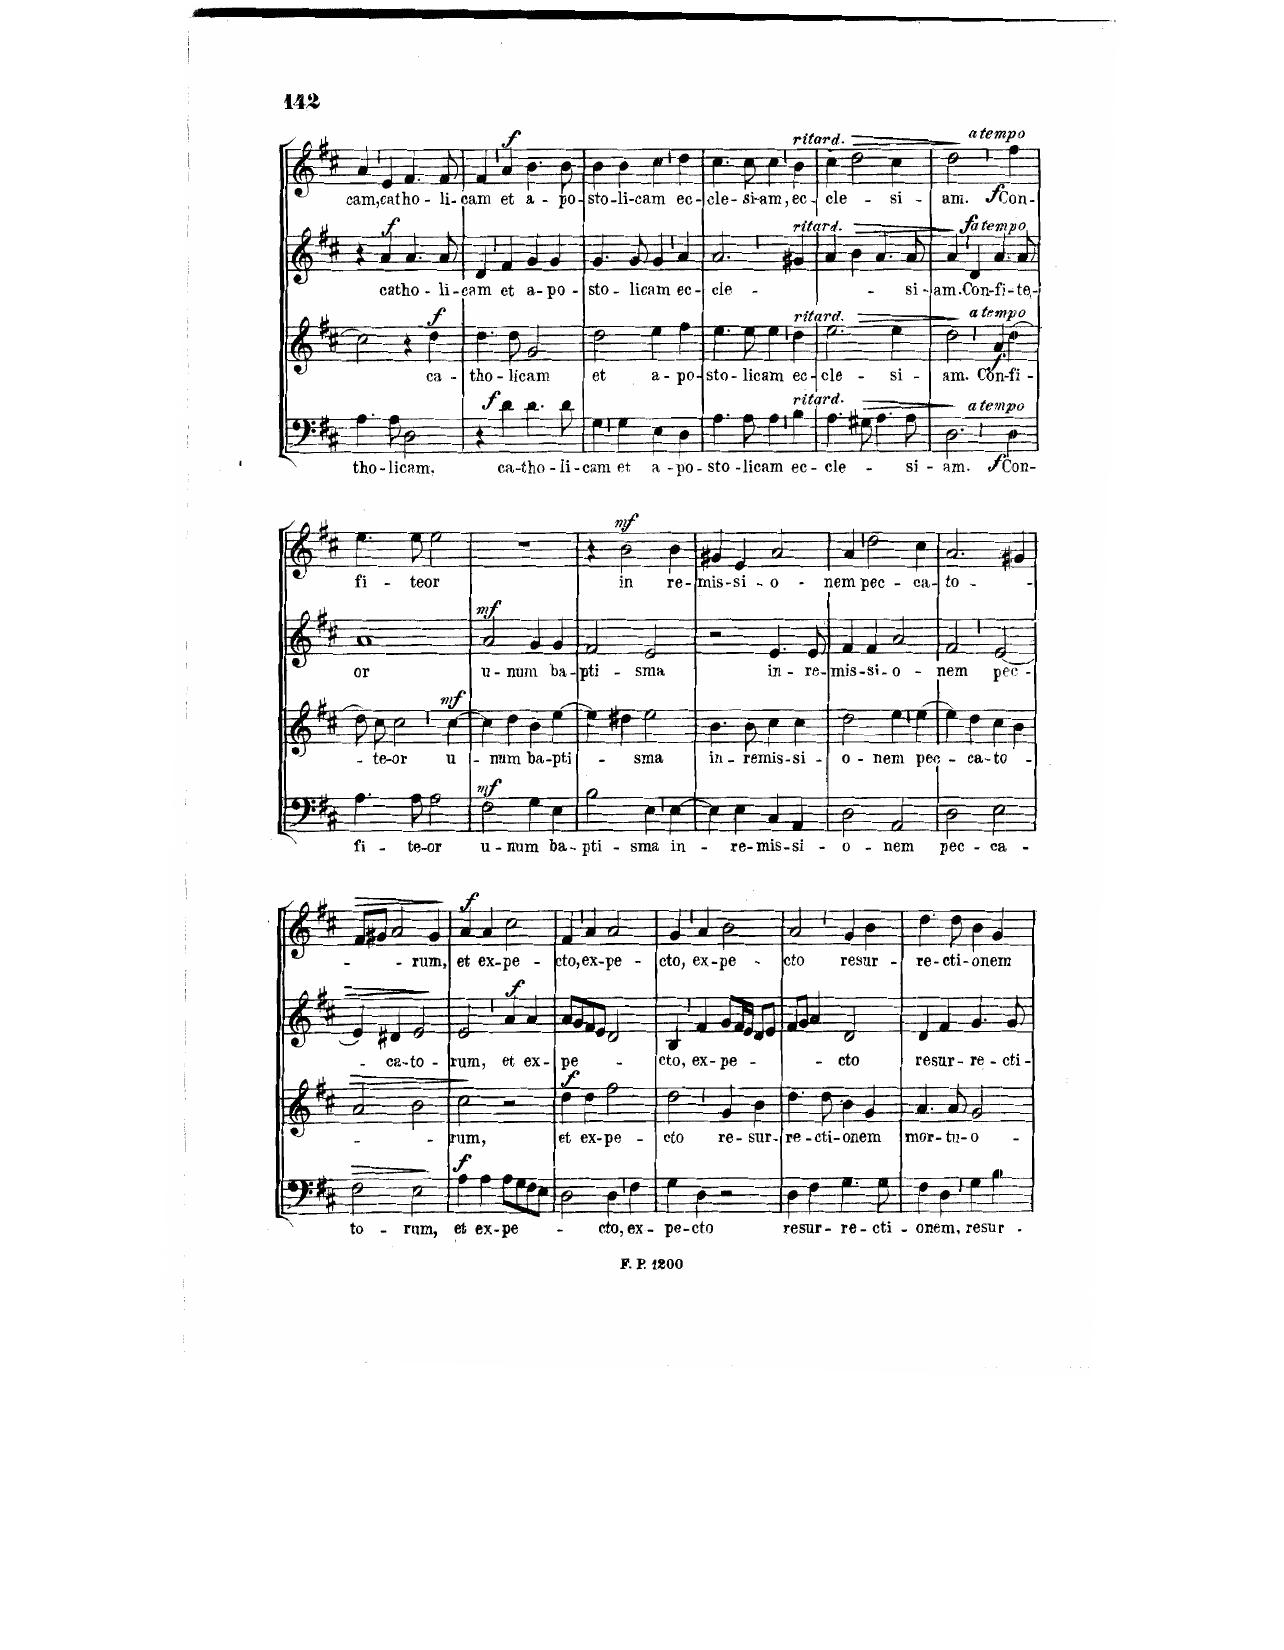 142
f ritard. a tempo
cam,catho - li-cam et a - po-sto-li-cam ec-cle-si-am, ec-cle - si - am. f Con-
f ritard. f a tempo
catho - li-cam et a-po-sto - licam ec-cle - - si-am.Con-fi-te-
f ritard. a tempo
ca - tho - licam et a - po-sto - licam ec-cle - si - am. Con-fi-
f ritard. a tempo
tho - licam, ca-tho - li-cam et a - po-sto - licam ec-cle - si - am. f Con-
mf
fi - teor in re-mis-si - o - nem pec - ca-to -
mf
or u - num ba-pti - sma in - re-mis-si-o - nem pec -
mf
- te-or u - num ba-pti - sma in - remis-si - o - nem pec - ca-to -
mf
fi - te-or u - num ba-pti - sma in - re-mis-si - o - nem pec - ca -
f
- - rum, et ex-pe - cto, ex-pe - cto, ex-pe - cto resur - re-cti-onem
f
- ca-to - rum, et ex-pe - cto, ex-pe - - cto resur-re-cti-
f
- - rum, et ex-pe - cto re-sur-re-cti-onem mor-tu-o -
f
to - rum, et ex-pe - cto, ex-pe-cto resur-re-cti - onem, resur -
F. P. 1200